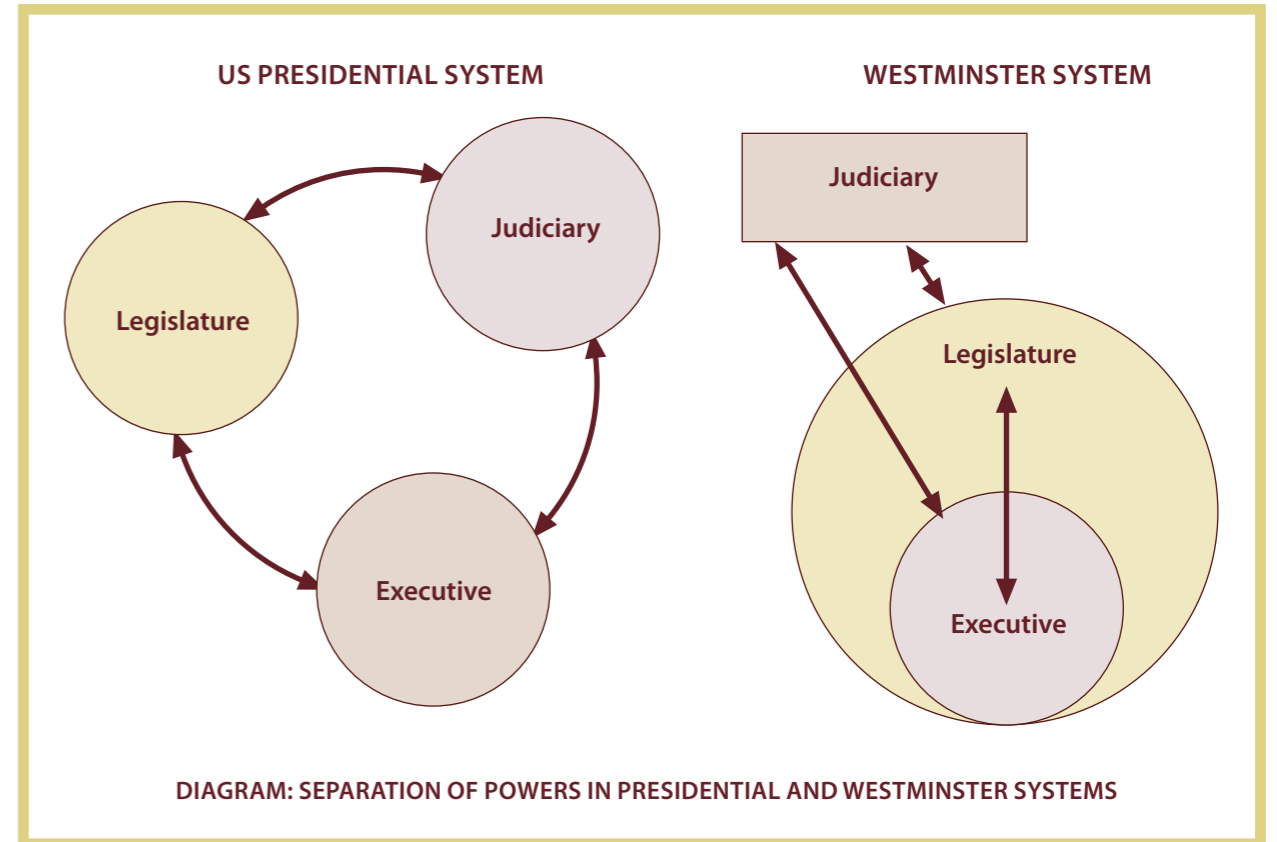 US PRESIDENTIAL SYSTEM
Legislature
Judiciary
Executive
WESTMINSTER SYSTEM
Judiciary
Legislature
Executive
DIAGRAM: SEPARATION OF POWERS IN PRESIDENTIAL AND WESTMINSTER SYSTEMS